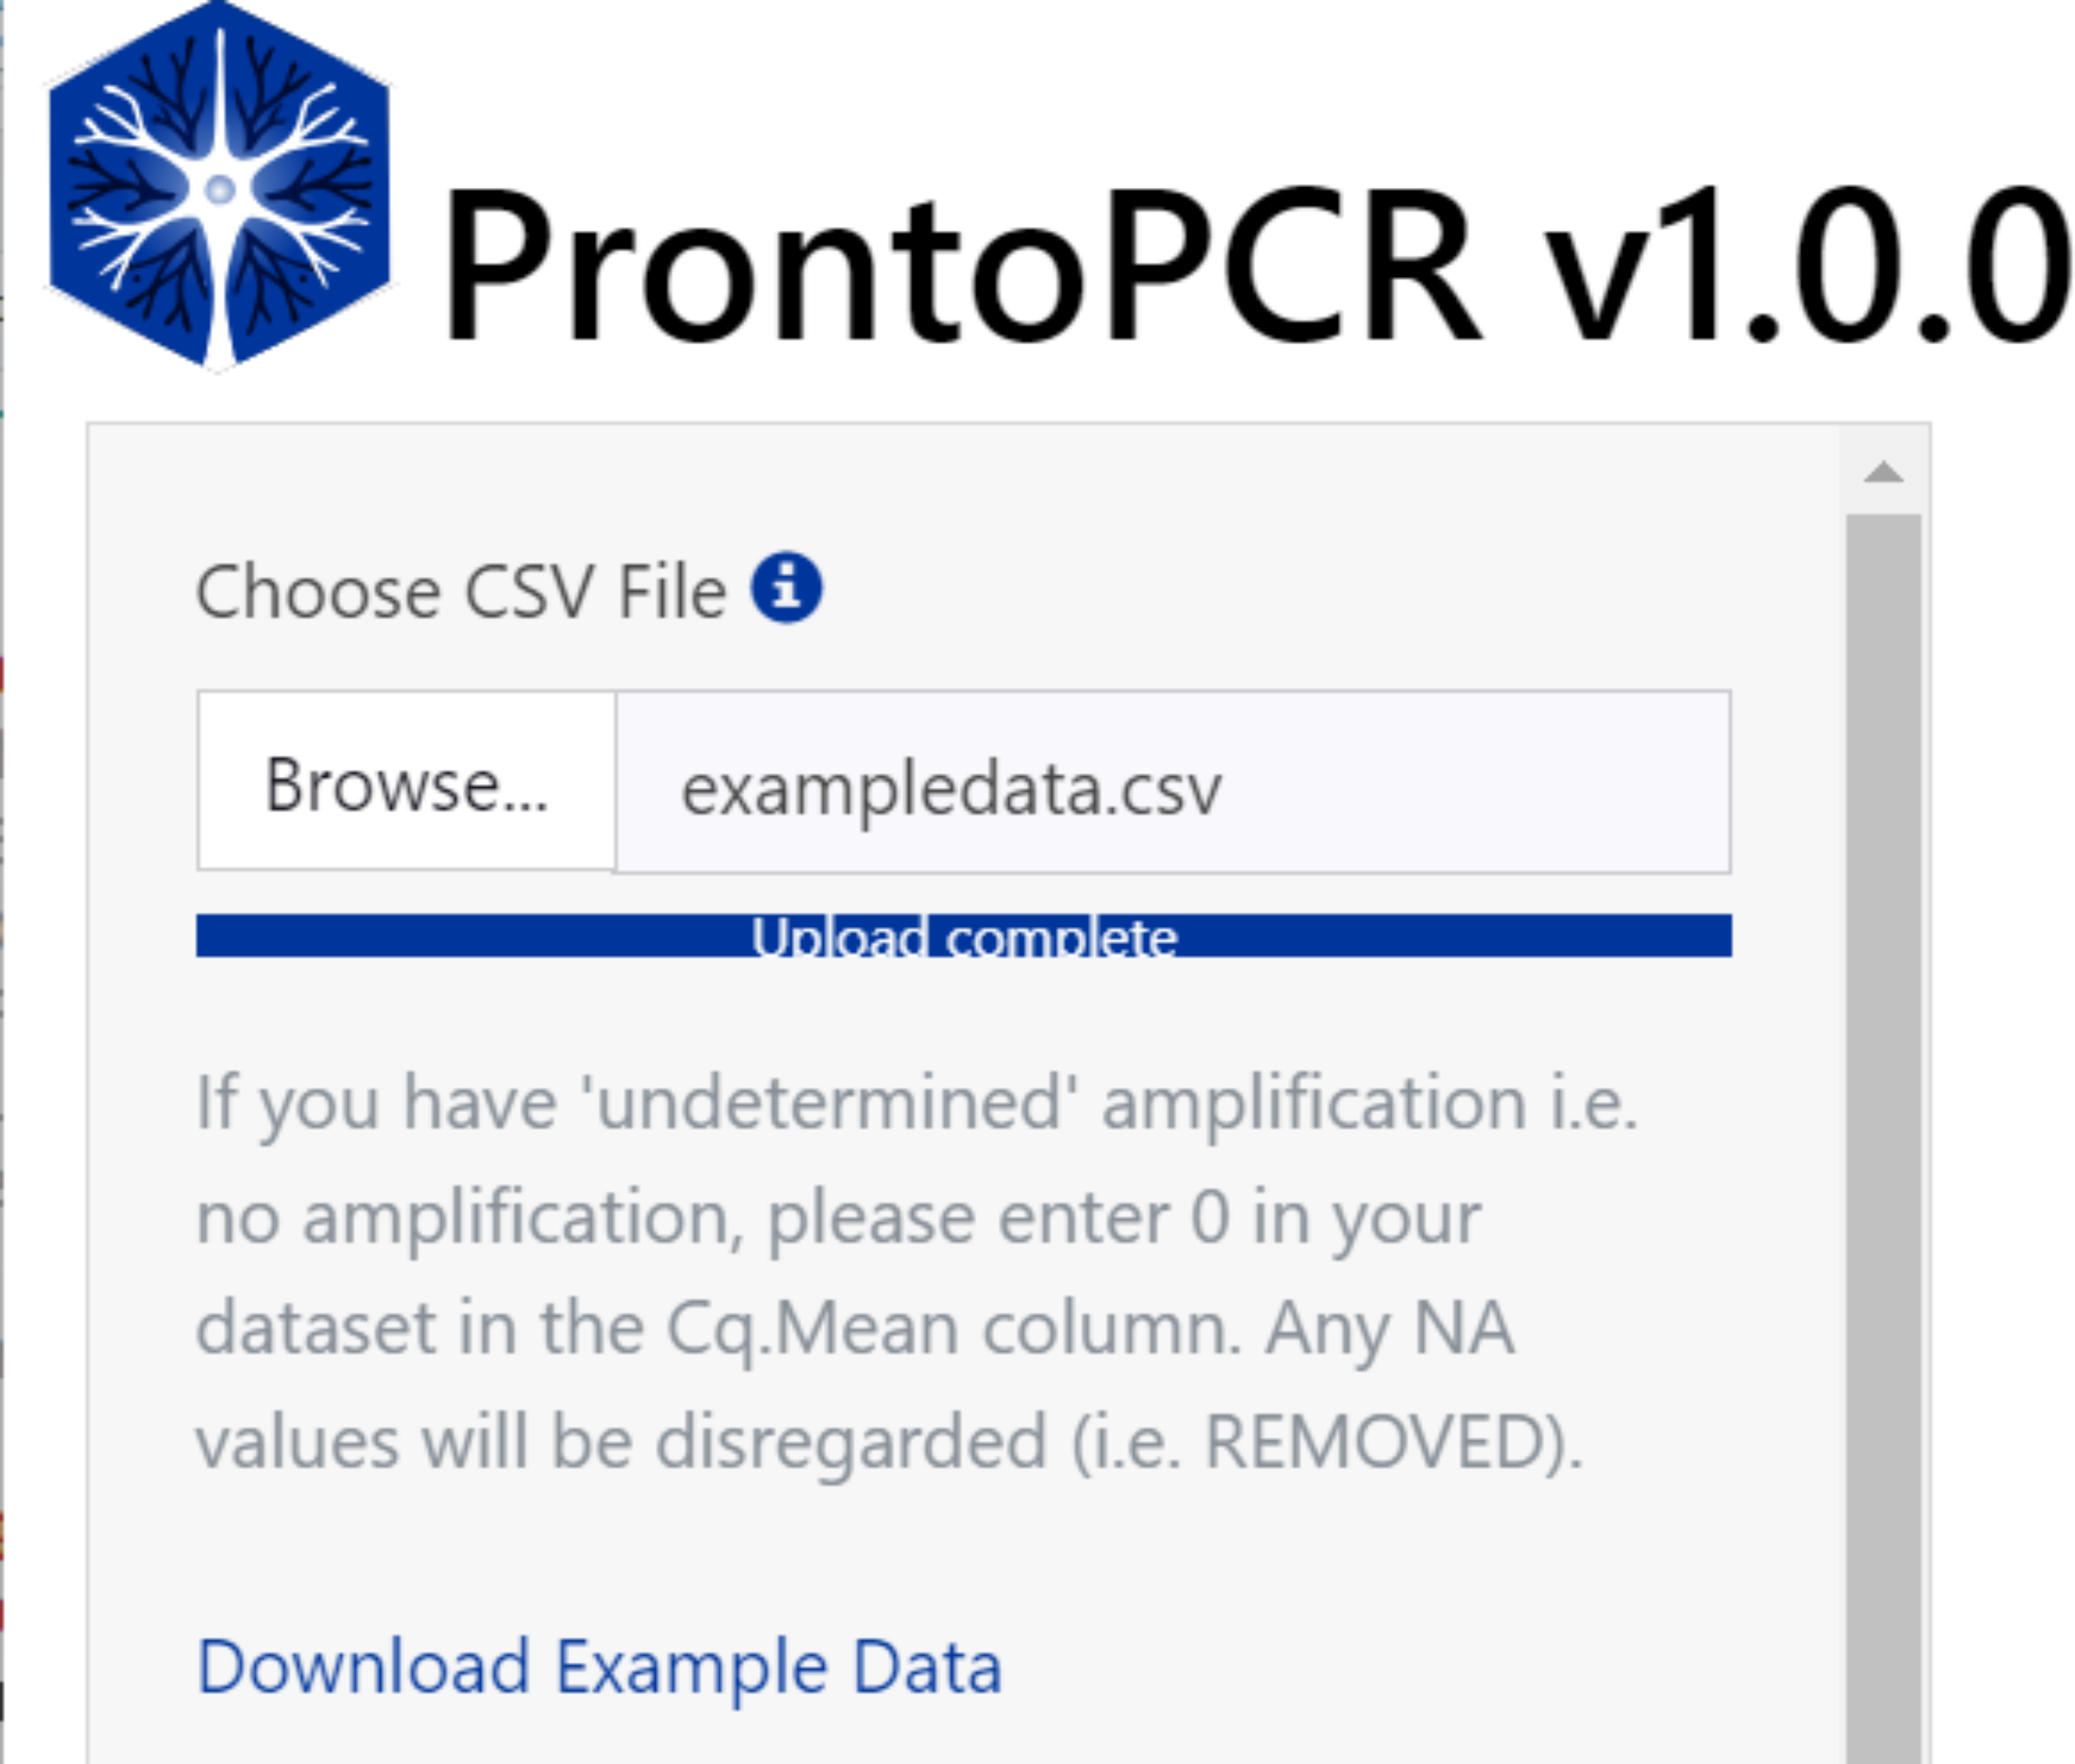 ProntoPCR v1.0.0
Choose CSV File
Browse...
exampledata.csv
Upload complete
If you have 'undetermined' amplification i.e.
no amplification, please enter 0 in your
dataset in the Cq.Mean column. Any NA
values will be disregarded (i.e. REMOVED).
Download Example Data